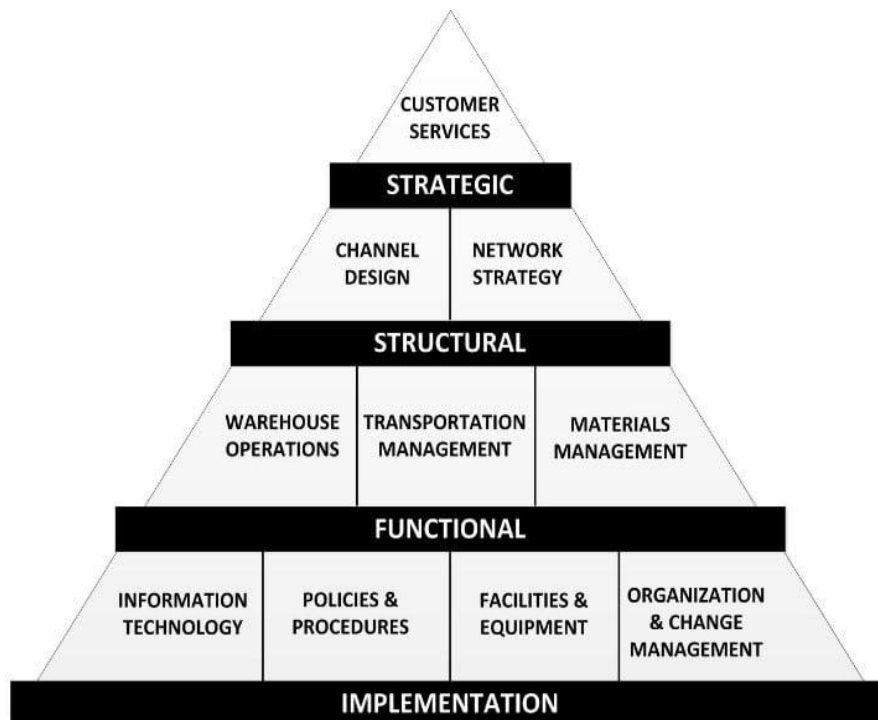 CUSTOMER
SERVICES
STRATEGIC
CHANNEL
DESIGN
NETWORK
STRATEGY
STRUCTURAL
WAREHOUSE
OPERATIONS
TRANSPORTATION
MANAGEMENT
MATERIALS
MANAGEMENT
FUNCTIONAL
INFORMATION
TECHNOLOGY
POLICIES &
PROCEDURES
FACILITIES &
EQUIPMENT
ORGANIZATION
& CHANGE
MANAGEMENT
IMPLEMENTATION